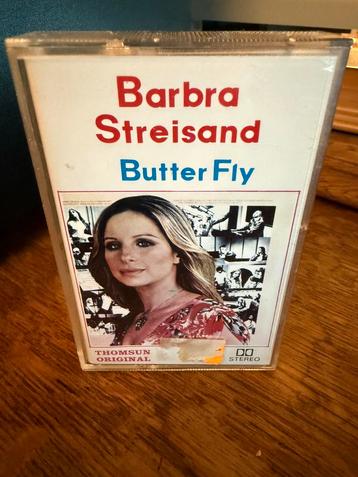 Barbra
Streisand
Butter Fly
THOMSUN
ORIGINAL
STEREO